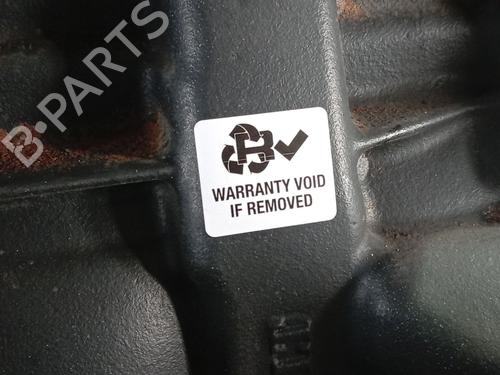 B-PARTS
B
WARRANTY VOID
IF REMOVED